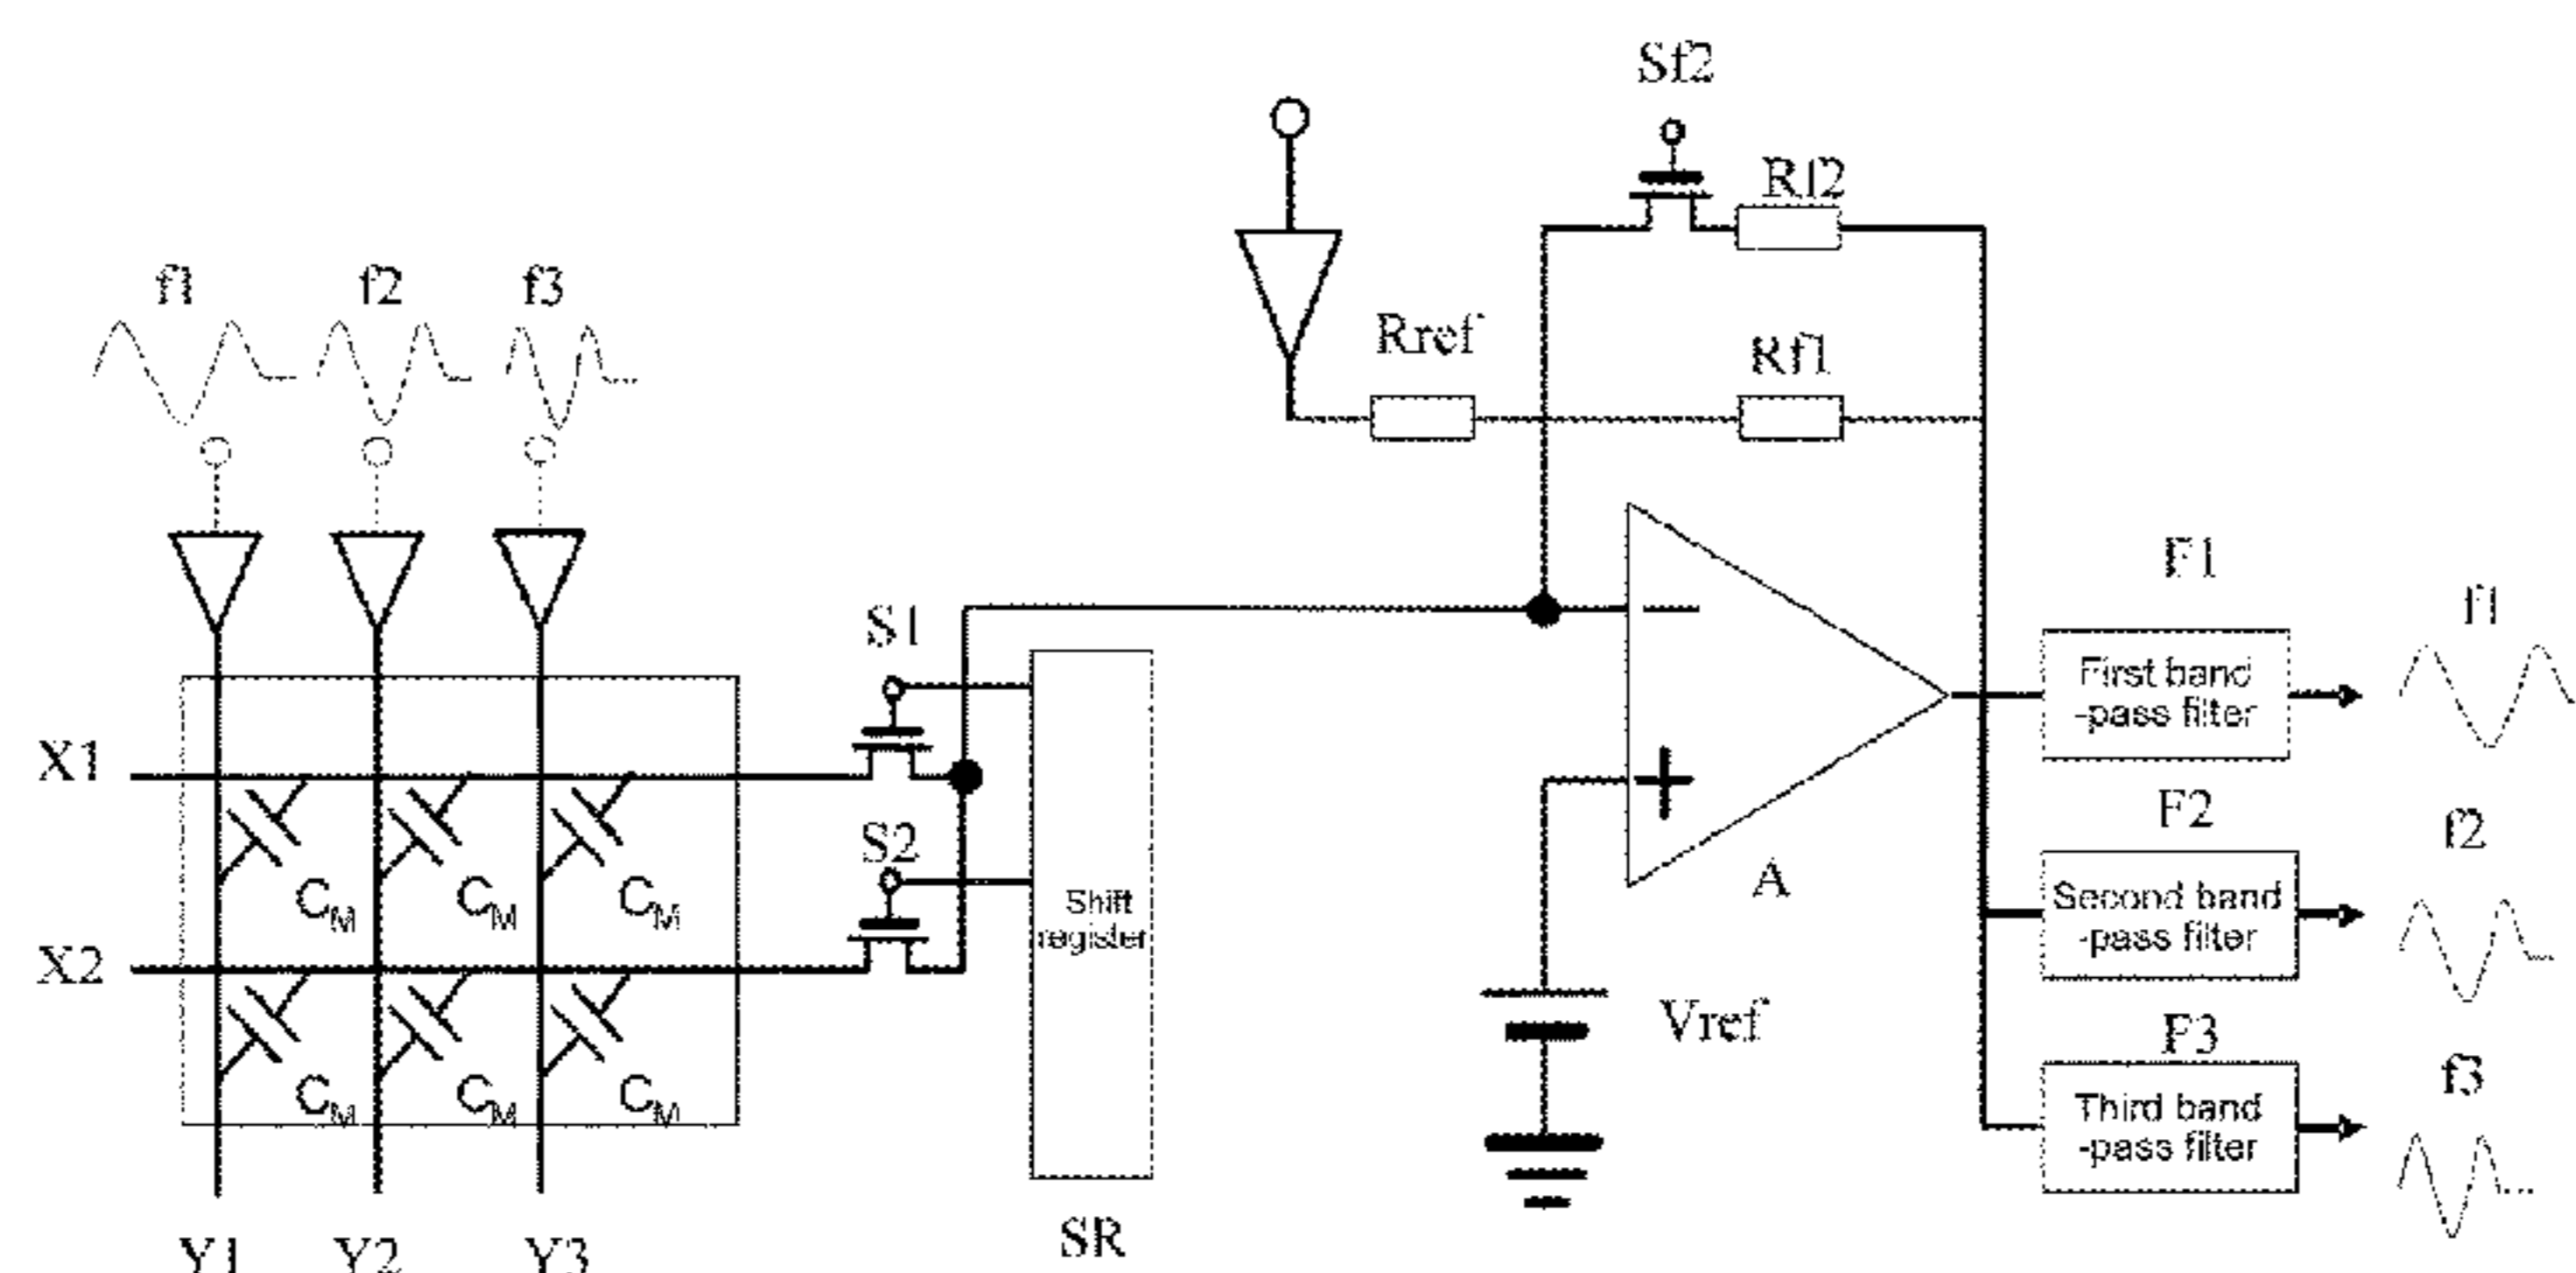 Sf2
Rf2
f1 f2 f3
Rref
Rf1
F1
f1
First band
-pass filter
S1
X1
F2
f2
S2
A
CM CM CM
Second band
-pass filter
Shift
register
X2
Vref
F3
f3
CM CM CM
Third band
-pass filter
SR
Y1 Y2 Y3